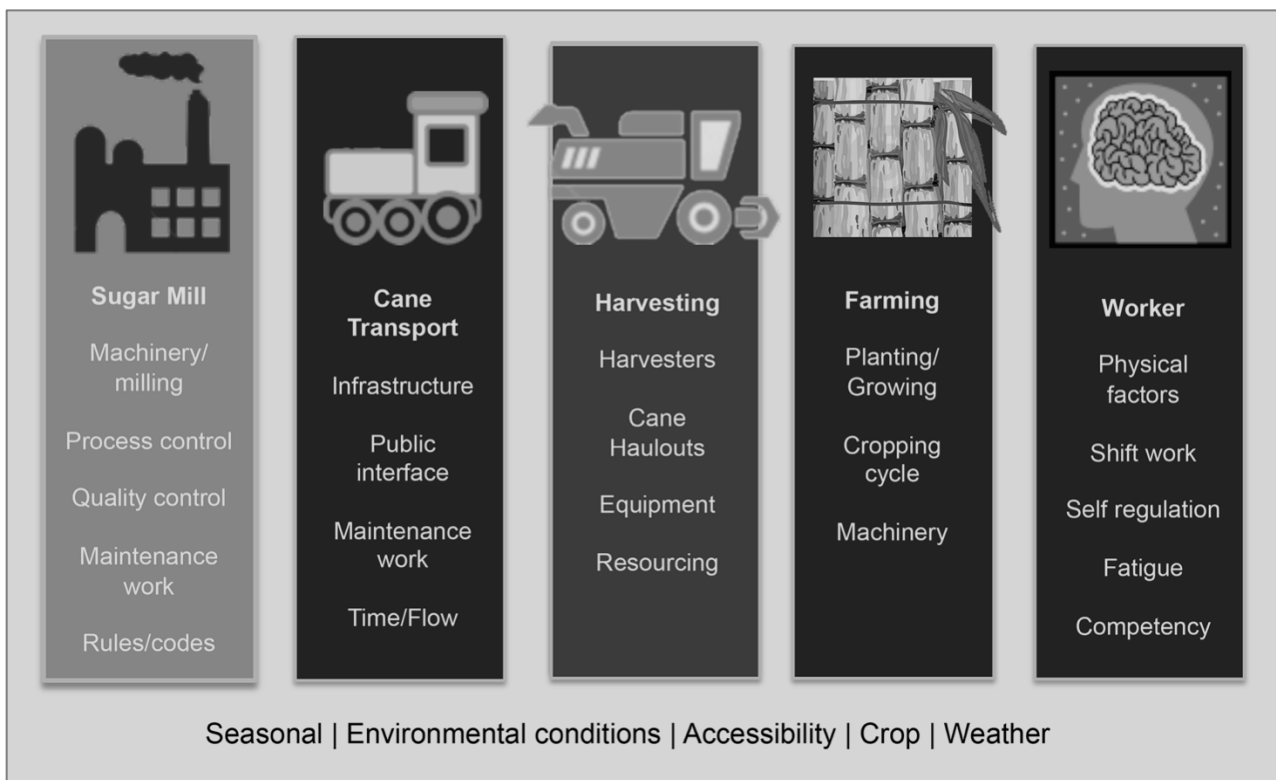 Sugar Mill
Machinery/
milling
Process control
Quality control
Maintenance
work
Rules/codes
Cane
Transport
Infrastructure
Public
interface
Maintenance
work
Time/Flow
Harvesting
Harvesters
Cane
Haulouts
Equipment
Resourcing
Farming
Planting/
Growing
Cropping
cycle
Machinery
Worker
Physical
factors
Shift work
Self regulation
Fatigue
Competency
Seasonal | Environmental conditions | Accessibility | Crop | Weather